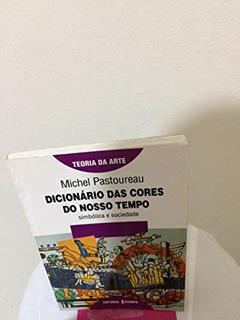 TEORIA DA ARTE
Michel Pastoureau
DICIONÁRIO DAS CORES
DO NOSSO TEMPO
simbólica e sociedade
EDITORIAL ESTAMPA